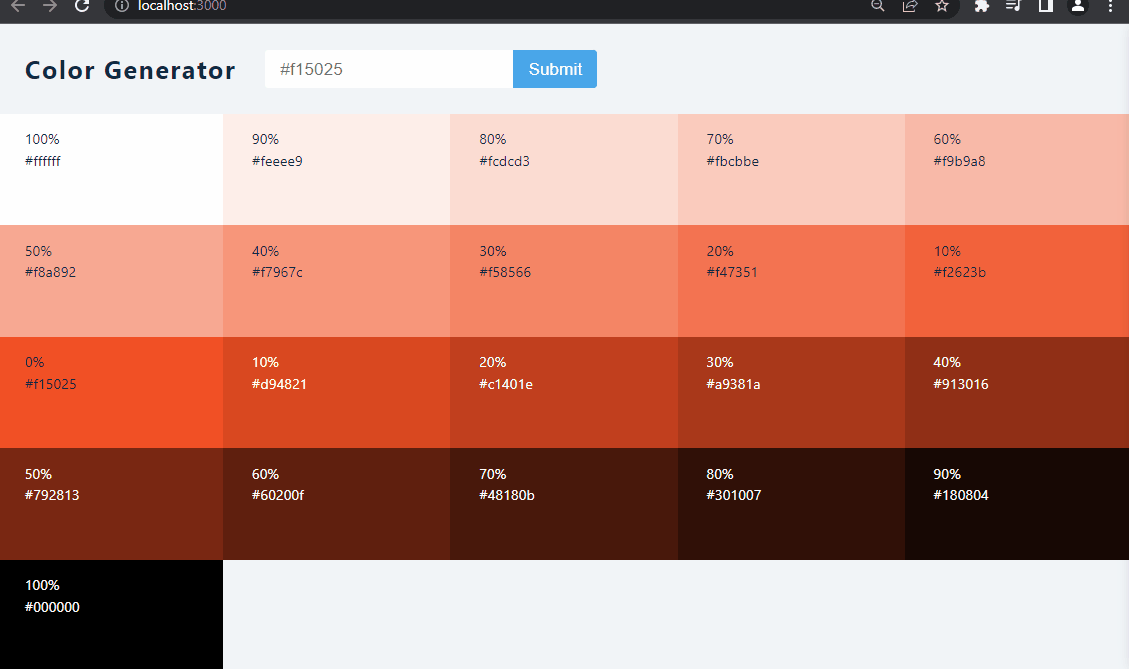 localhost:3000
Color Generator
#f15025
Submit
100%
#ffffff
90%
#feeee9
80%
#fcdcd3
70%
#fbcbbe
60%
#f9b9a8
50%
#f8a892
40%
#f7967c
30%
#f58566
20%
#f47351
10%
#f2623b
0%
#f15025
10%
#d94821
20%
#c1401e
30%
#a9381a
40%
#913016
50%
#792813
60%
#60200f
70%
#48180b
80%
#301007
90%
#180804
100%
#000000